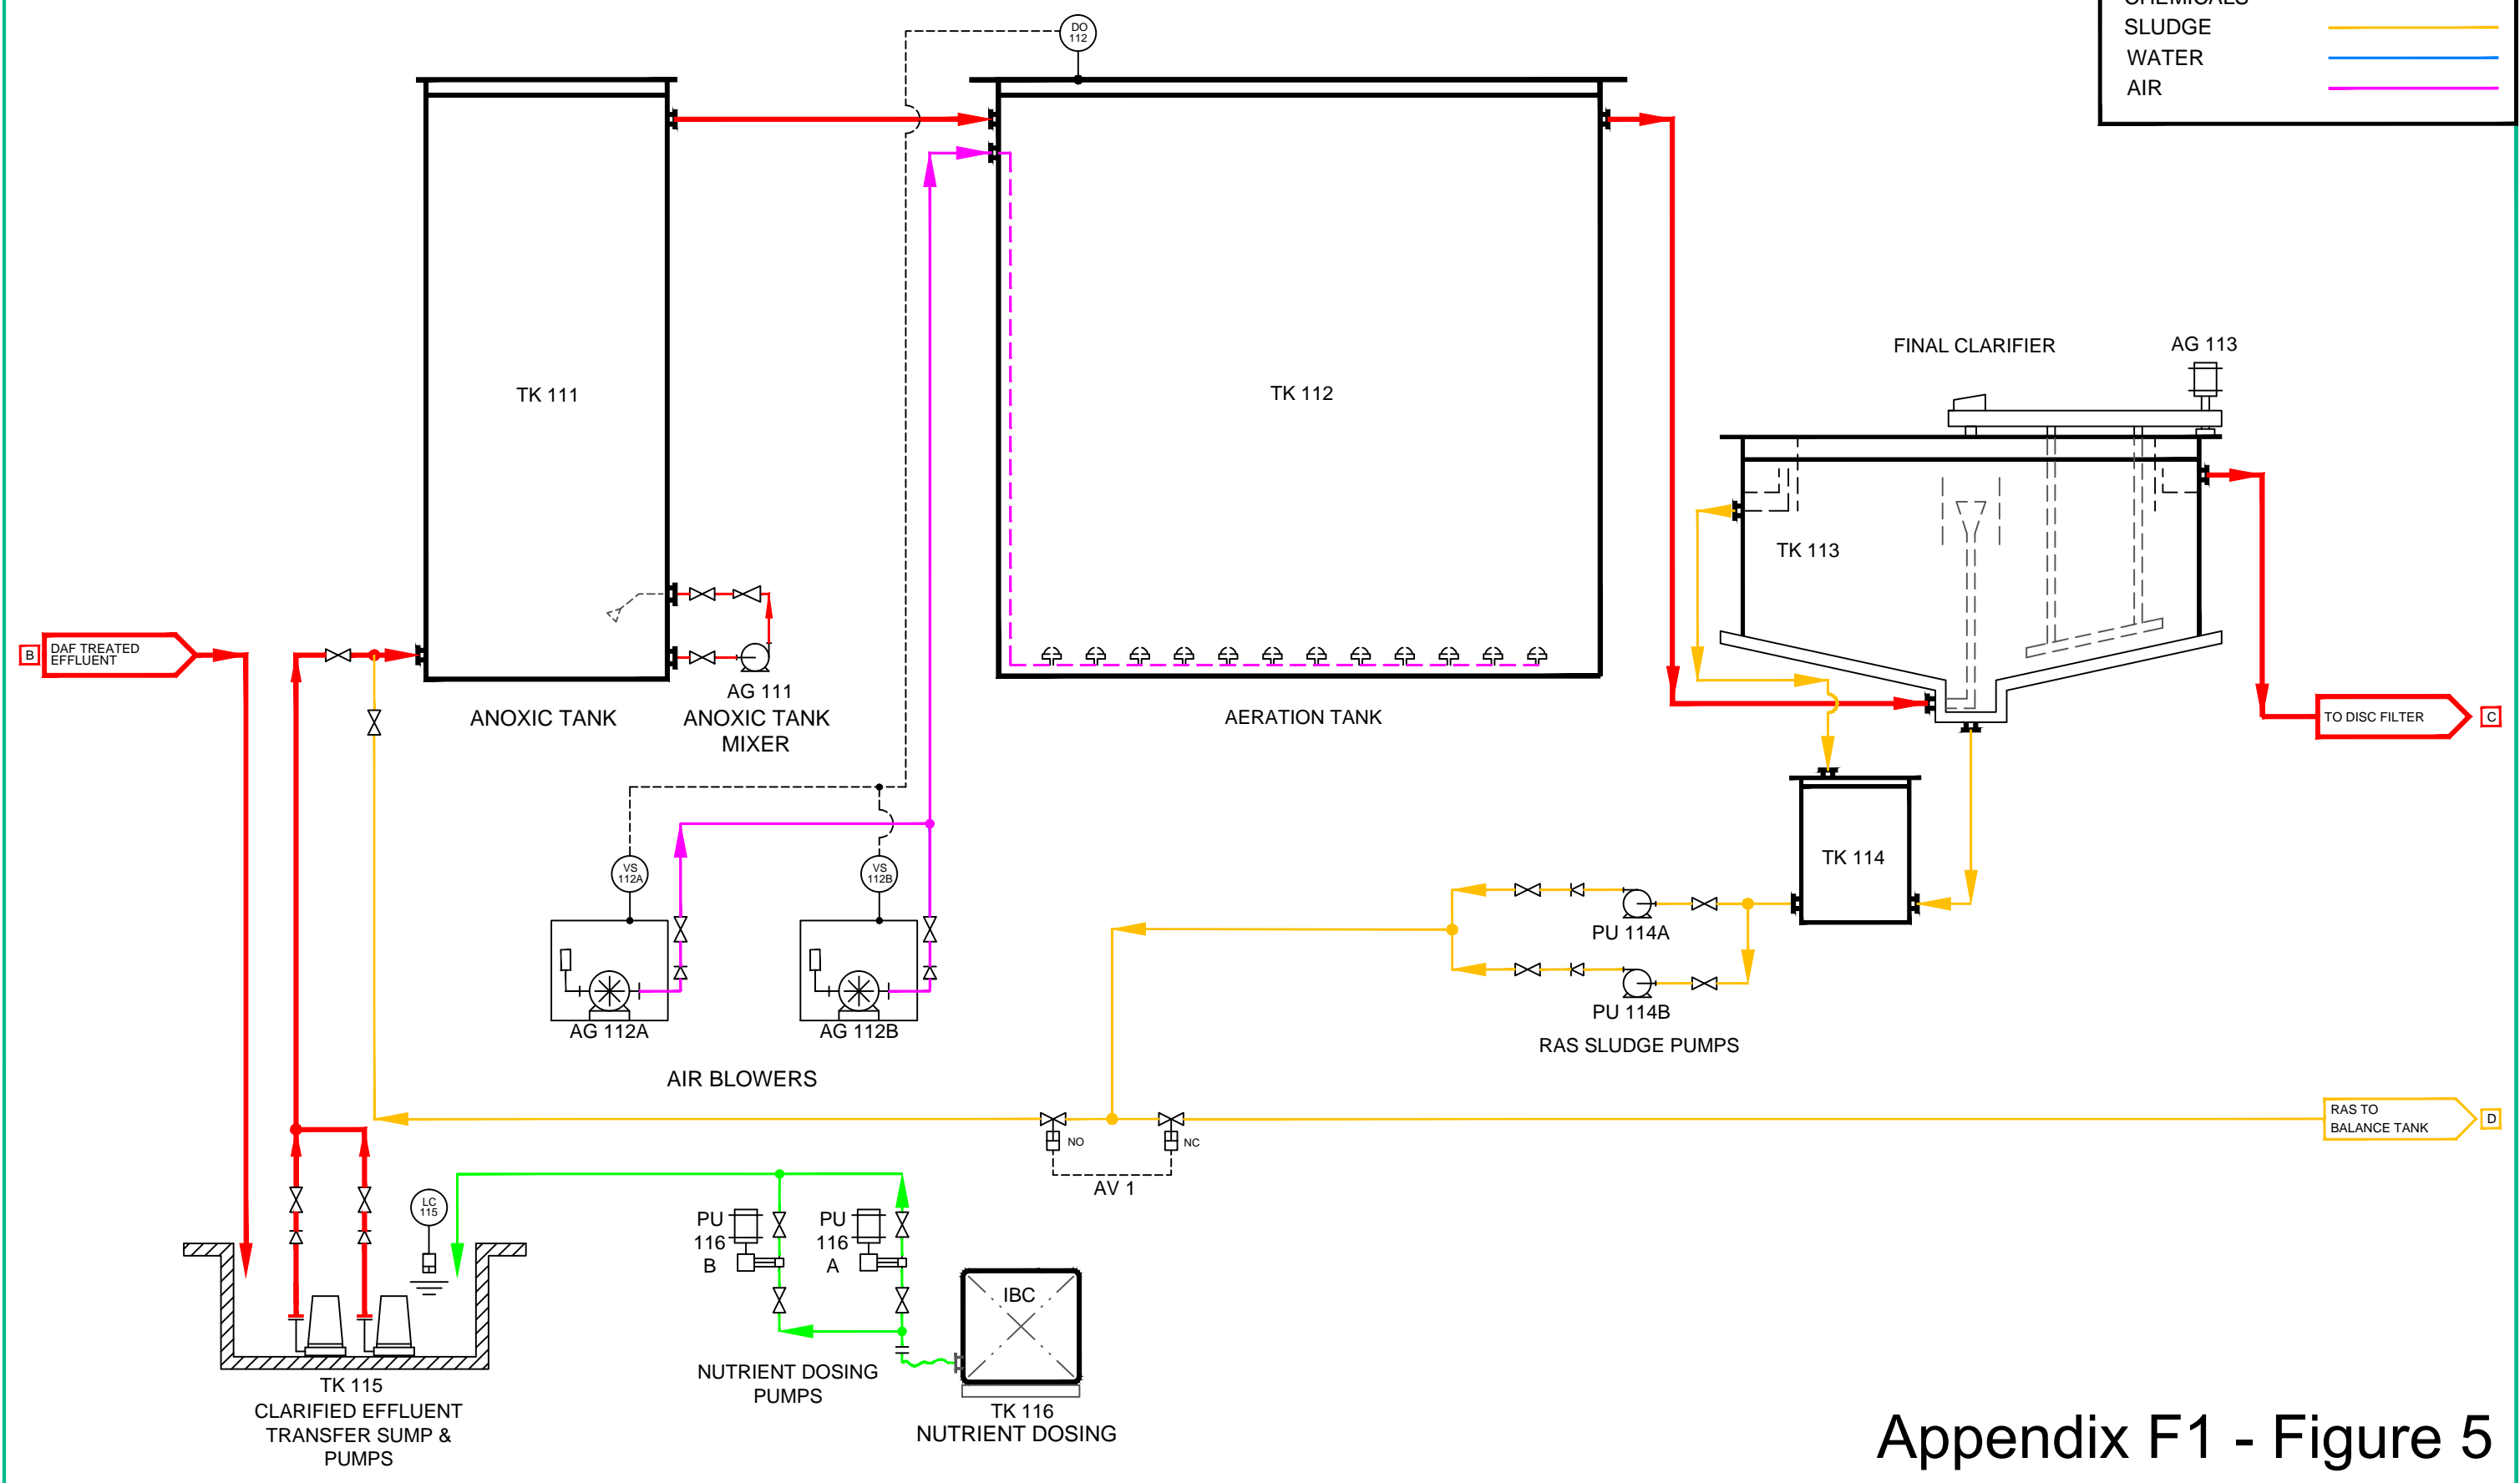 DO
112
CHEMICALS
SLUDGE
WATER
AIR
TK 111
TK 112
FINAL CLARIFIER
AG 113
TK 113
B
DAF TREATED
EFFLUENT
AG 111
ANOXIC TANK
ANOXIC TANK
MIXER
AERATION TANK
TO DISC FILTER
C
TK 114
VS
112A
VS
112B
PU 114A
PU 114B
RAS SLUDGE PUMPS
AG 112A
AG 112B
AIR BLOWERS
RAS TO
BALANCE TANK
D
NO
NC
AV 1
LC
115
PU
116
B
PU
116
A
IBC
NUTRIENT DOSING
PUMPS
TK 116
NUTRIENT DOSING
TK 115
CLARIFIED EFFLUENT
TRANSFER SUMP &
PUMPS
Appendix F1 - Figure 5